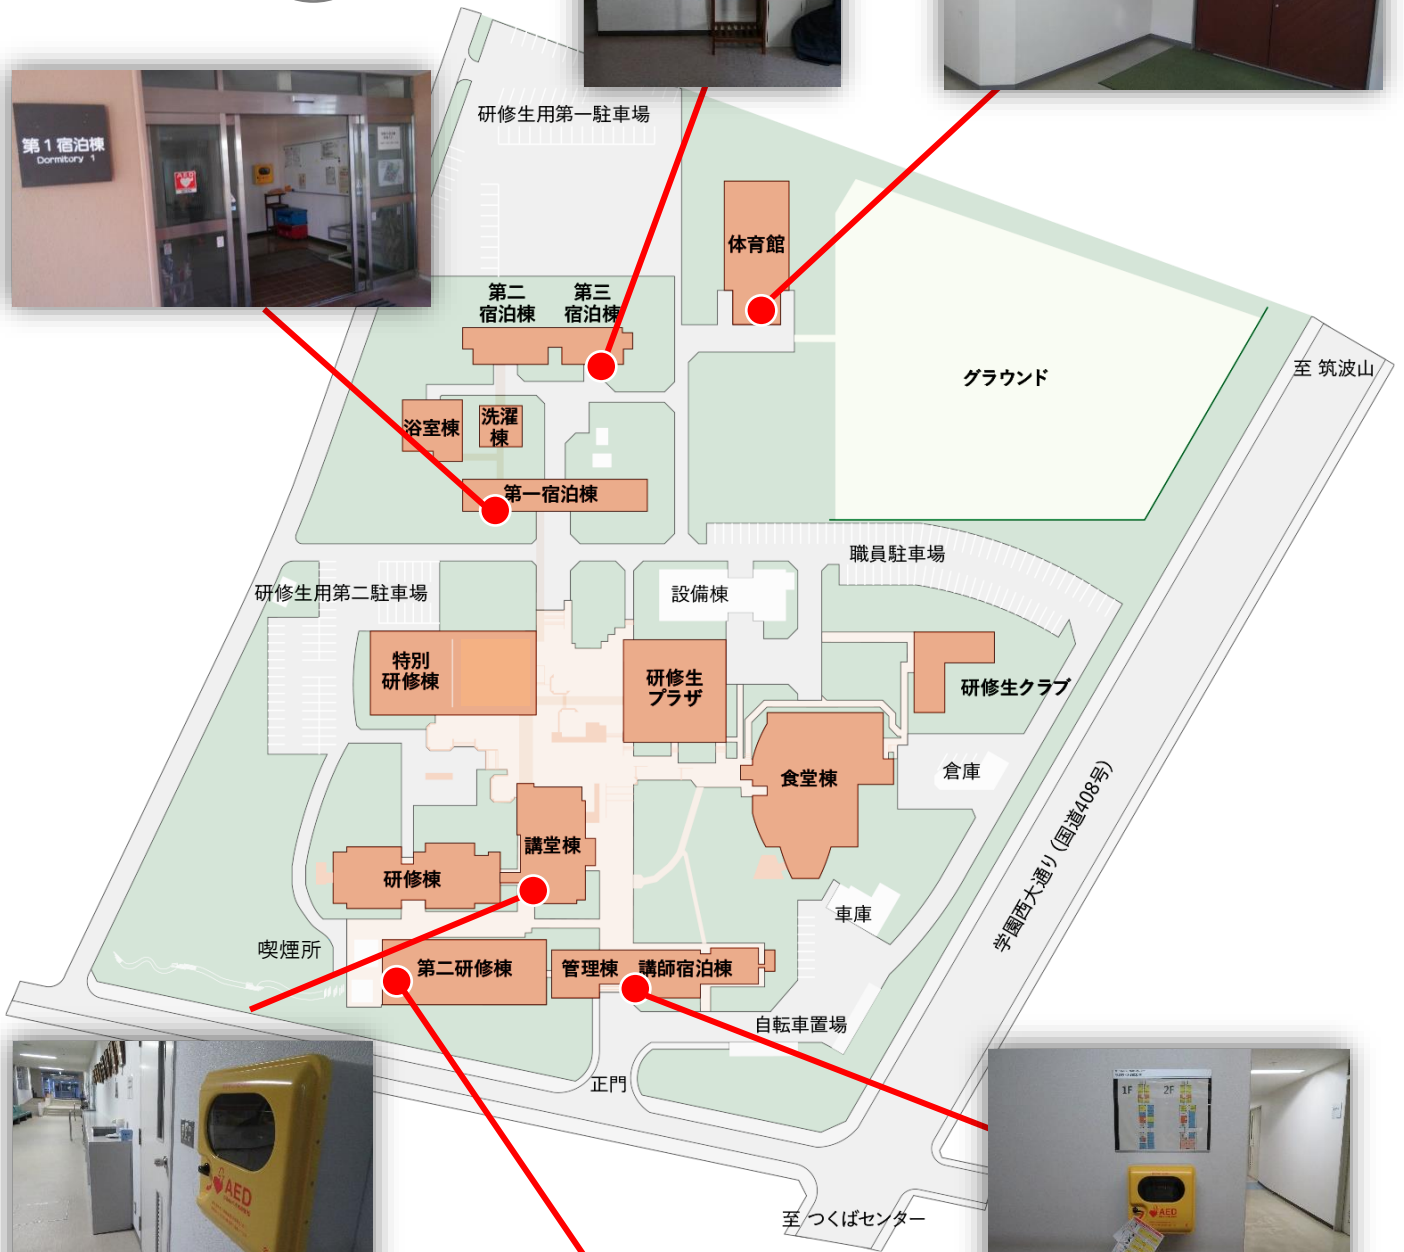 第1宿泊棟
Dormitory 1
AED
研修生用第一駐車場
体育館
第二
宿泊棟
第三
宿泊棟
グラウンド
至 筑波山
浴室棟
洗濯
棟
第一宿泊棟
職員駐車場
研修生用第二駐車場
設備棟
特別
研修棟
研修生
プラザ
研修生クラブ
食堂棟
倉庫
講堂棟
研修棟
学園西大通り(国道408号)
車庫
喫煙所
第二研修棟
管理棟
講師宿泊棟
自転車置場
正門
至 つくばセンター
AED
1F
2F
AED